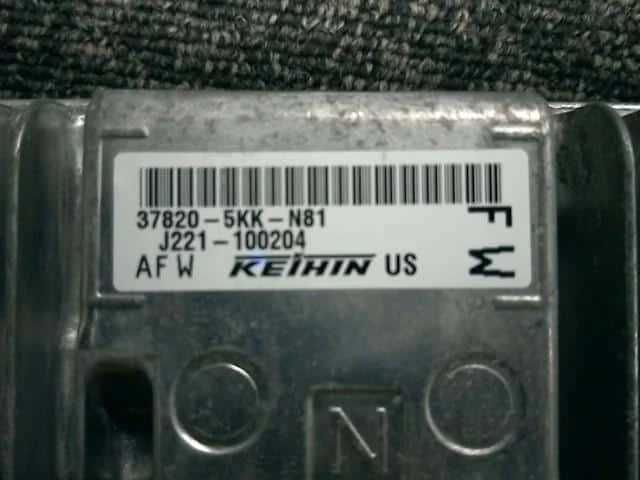 37820-5KK-N81
J221-100204
AFW KEIHIN US
FW
N